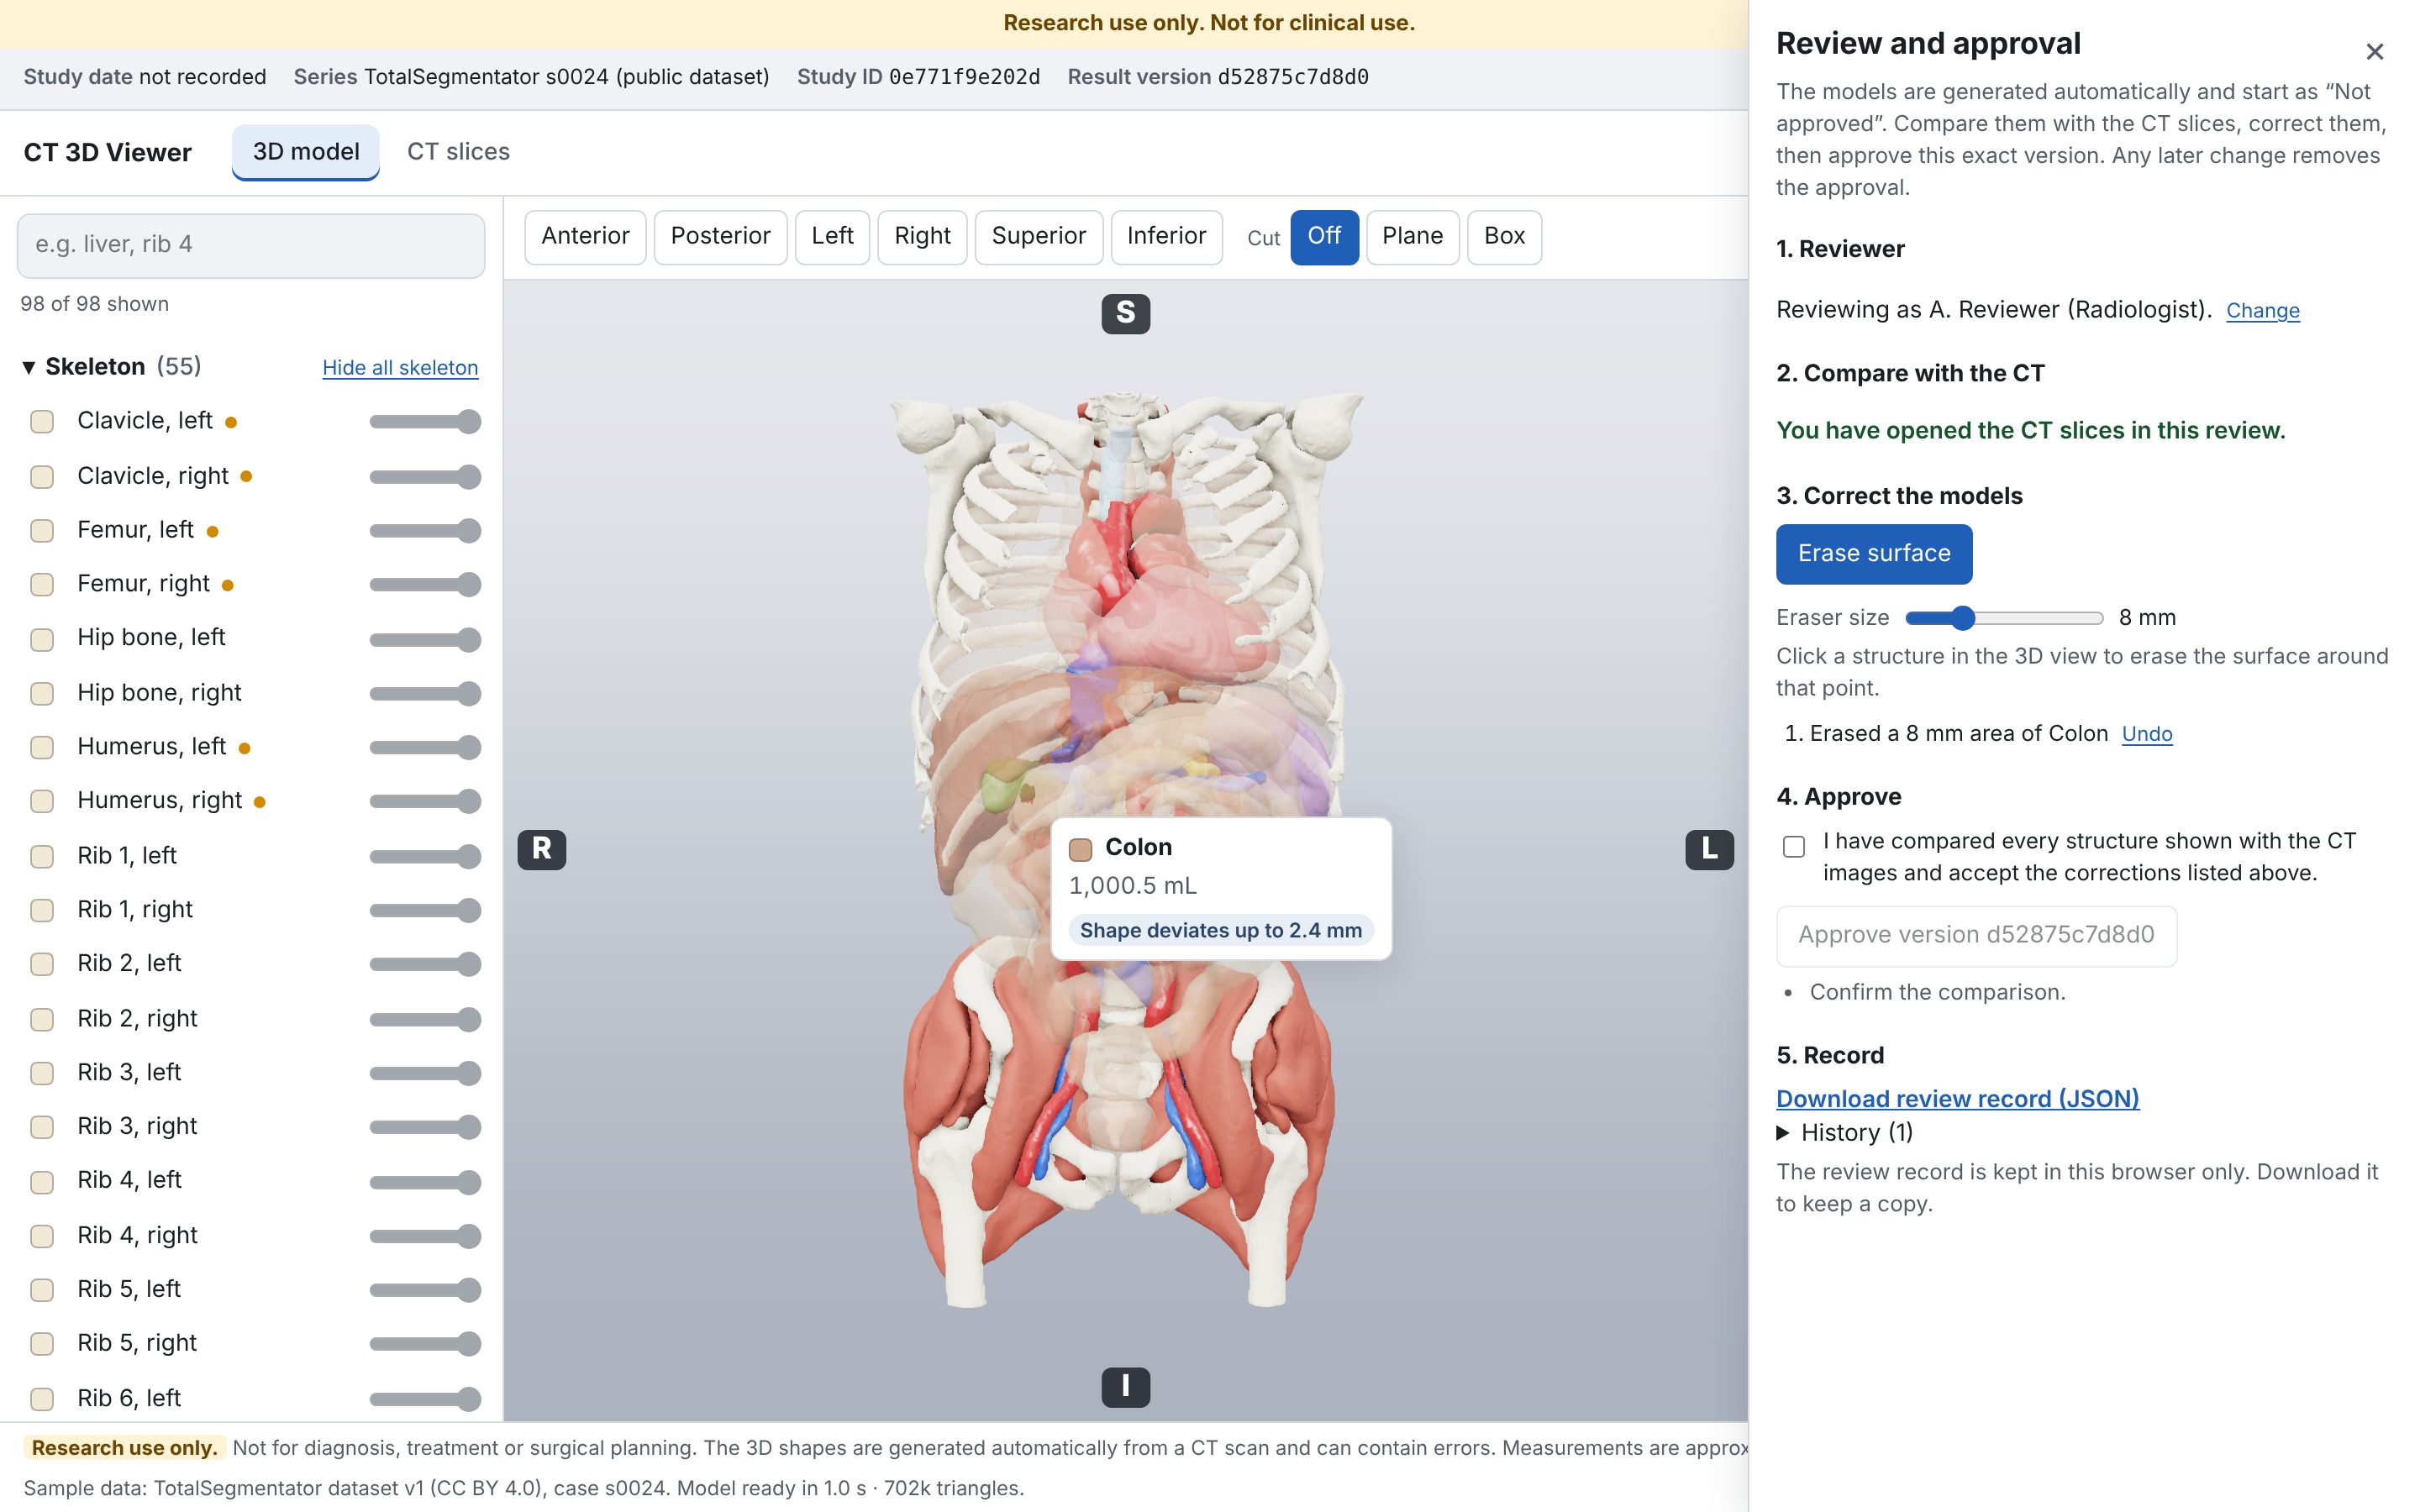 Research use only. Not for clinical use.
Study date not recorded Series TotalSegmentator s0024 (public dataset) Study ID 0e771f9e202d Result version d52875c7d8d0
CT 3D Viewer 3D model CT slices
e.g. liver, rib 4
98 of 98 shown
▼ Skeleton (55) Hide all skeleton
Clavicle, left
Clavicle, right
Femur, left
Femur, right
Hip bone, left
Hip bone, right
Humerus, left
Humerus, right
Rib 1, left
Rib 1, right
Rib 2, left
Rib 2, right
Rib 3, left
Rib 3, right
Rib 4, left
Rib 4, right
Rib 5, left
Rib 5, right
Rib 6, left
Anterior Posterior Left Right Superior Inferior Cut Off Plane Box
S
R
L
I
Colon
1,000.5 mL
Shape deviates up to 2.4 mm
Review and approval
The models are generated automatically and start as “Not
approved”. Compare them with the CT slices, correct them,
then approve this exact version. Any later change removes
the approval.
1. Reviewer
Reviewing as A. Reviewer (Radiologist). Change
2. Compare with the CT
You have opened the CT slices in this review.
3. Correct the models
Erase surface
Eraser size 8 mm
Click a structure in the 3D view to erase the surface around
that point.
1. Erased a 8 mm area of Colon Undo
4. Approve
I have compared every structure shown with the CT
images and accept the corrections listed above.
Approve version d52875c7d8d0
• Confirm the comparison.
5. Record
Download review record (JSON)
▶ History (1)
The review record is kept in this browser only. Download it
to keep a copy.
Research use only. Not for diagnosis, treatment or surgical planning. The 3D shapes are generated automatically from a CT scan and can contain errors. Measurements are approx
Sample data: TotalSegmentator dataset v1 (CC BY 4.0), case s0024. Model ready in 1.0 s · 702k triangles.